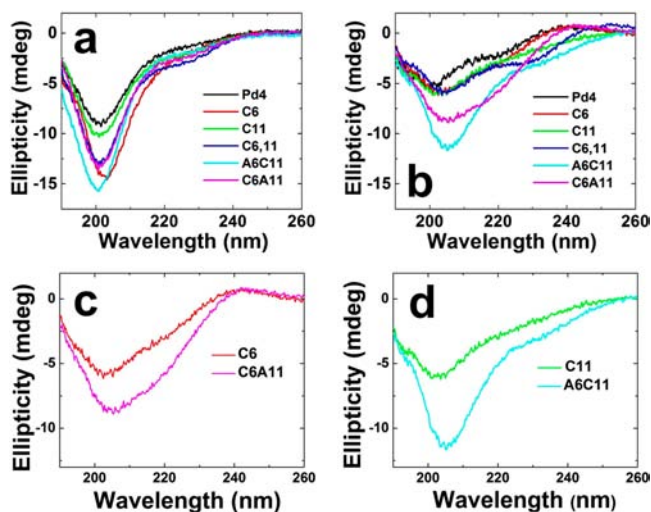 a
0
-5
-10
-15
Ellipticity (mdeg)
Pd4
C6
C11
C6,11
A6C11
C6A11
200 220 240 260
Wavelength (nm)
b
0
-5
-10
-15
Ellipticity (mdeg)
Pd4
C6
C11
C6,11
A6C11
C6A11
200 220 240 260
Wavelength (nm)
c
0
-5
-10
Ellipticity (mdeg)
C6
C6A11
200 220 240 260
Wavelength (nm)
d
0
-5
-10
Ellipticity (mdeg)
C11
A6C11
200 220 240 260
Wavelength (nm)